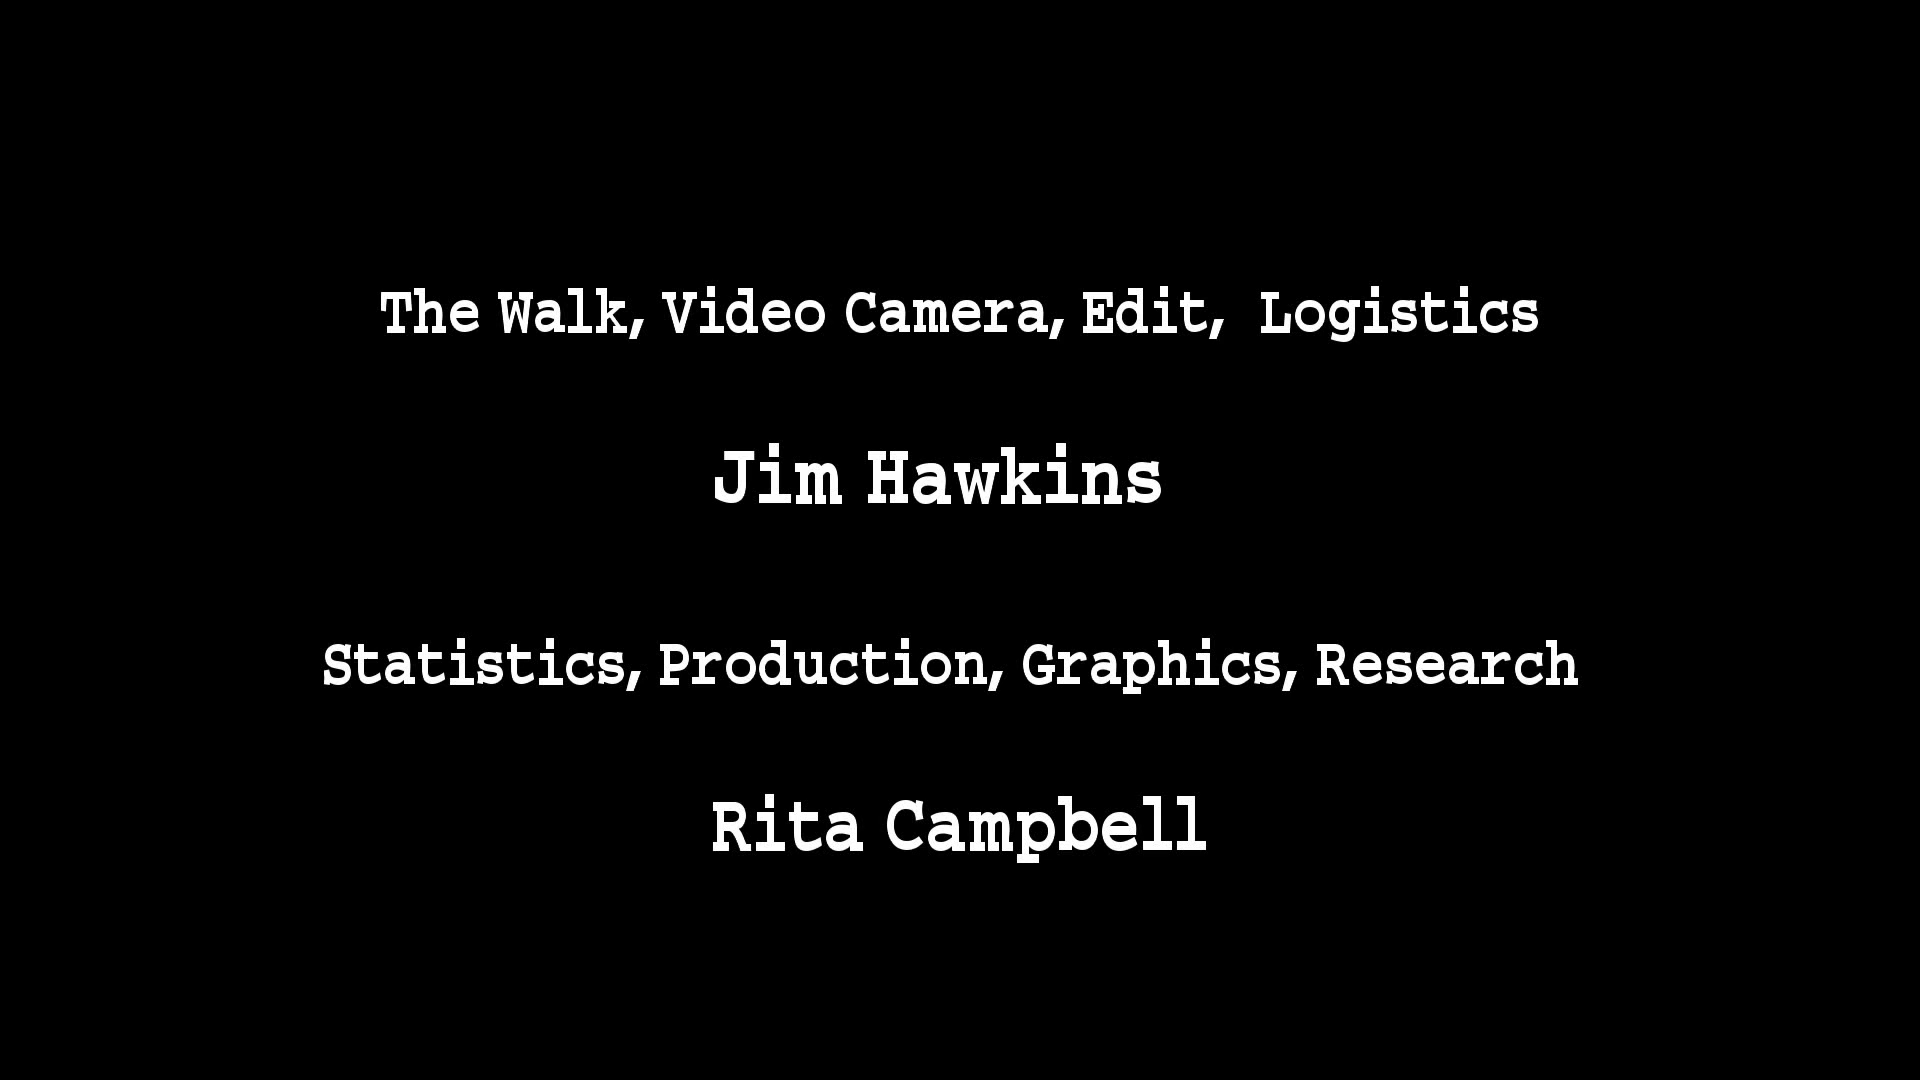 The Walk, Video Camera, Edit, Logistics
Jim Hawkins
Statistics, Production, Graphics, Research
Rita Campbell